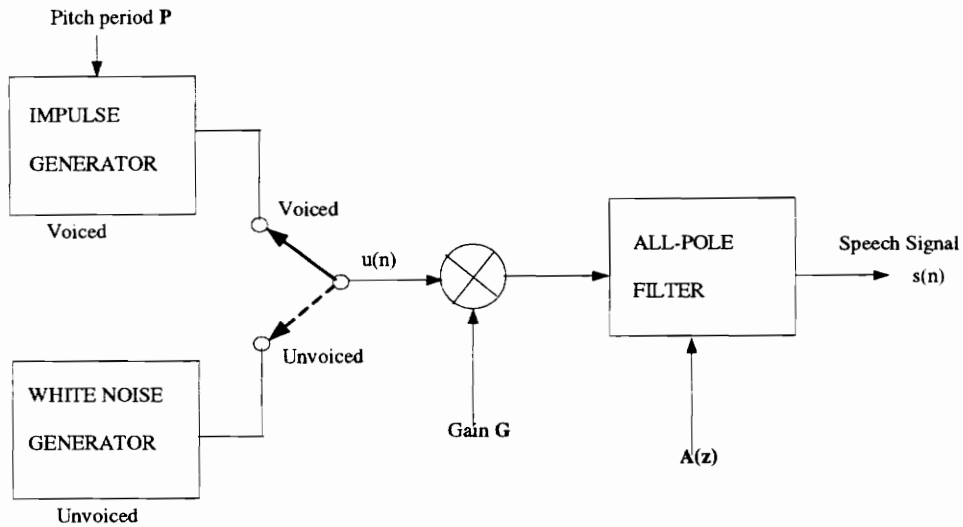 Pitch period P
IMPULSE
GENERATOR
Voiced
Voiced
u(n)
ALL-POLE
FILTER
Speech Signal
s(n)
Unvoiced
WHITE NOISE
GENERATOR
Gain G
A(z)
Unvoiced